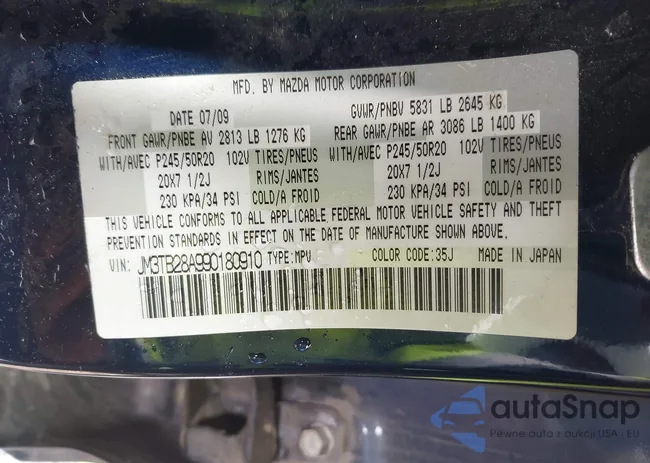 MFD. BY MAZDA MOTOR CORPORATION
DATE 07/09 GVWR/PNBV 5831 LB 2645 KG
FRONT GAWR/PNBE AV 2813 LB 1276 KG REAR GAWR/PNBE AR 3086 LB 1400 KG
WITH/AVEC P245/50R20 102V TIRES/PNEUS WITH/AVEC P245/50R20 102V TIRES/PNEUS
20X7 1/2J RIMS/JANTES 20X7 1/2J RIMS/JANTES
230 KPA/34 PSI COLD/A FROID 230 KPA/34 PSI COLD/A FROID
THIS VEHICLE CONFORMS TO ALL APPLICABLE FEDERAL MOTOR VEHICLE SAFETY AND THEFT
PREVENTION STANDARDS IN EFFECT ON THE DATE OF MANUFACTURE SHOWN ABOVE.
VIN: JM3TB28A990180910 TYPE:MPV COLOR CODE:35J MADE IN JAPAN
autoSnap
Pewne auta z aukcji USA i EU